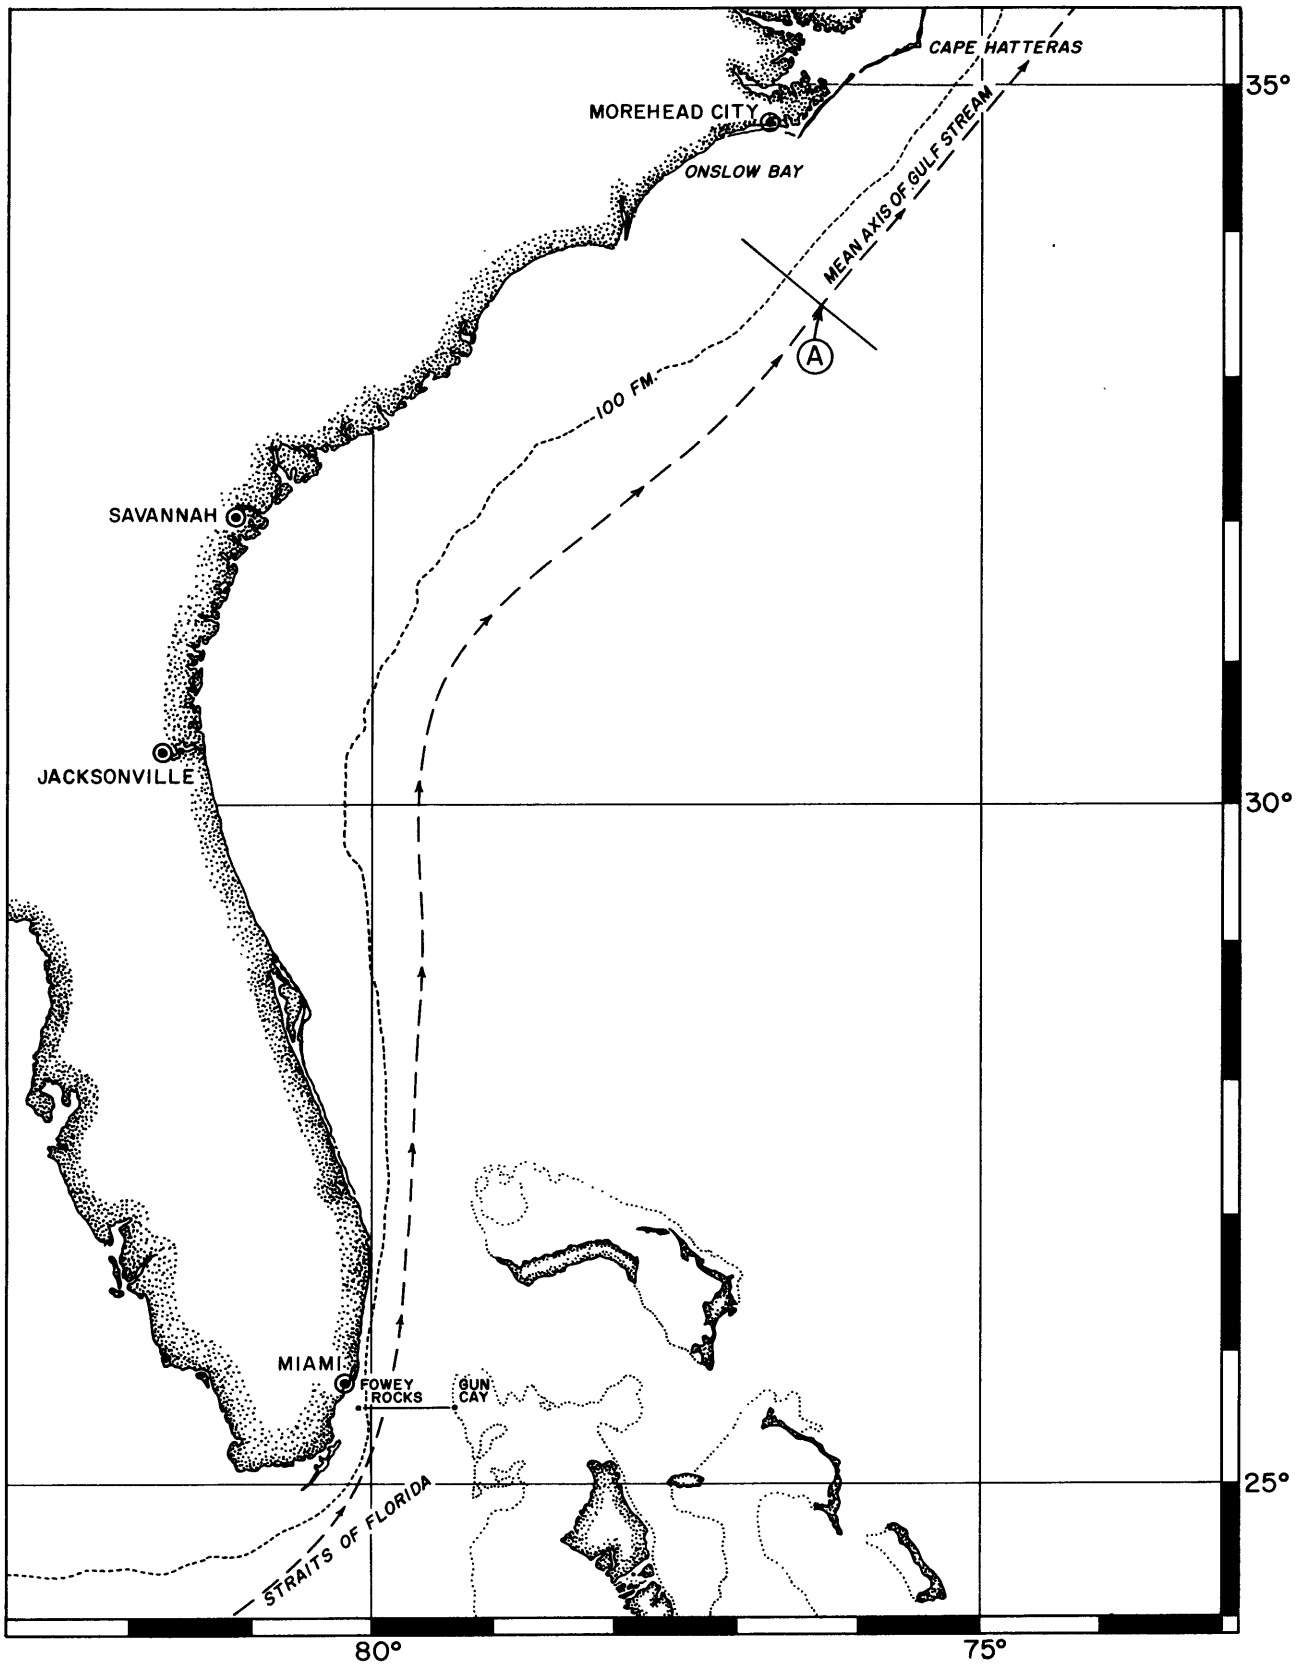 CAPE HATTERAS
35°
MOREHEAD CITY
ONSLOW BAY
MEAN AXIS OF GULF STREAM
A
100 FM.
SAVANNAH
JACKSONVILLE
30°
MIAMI
FOWEY
ROCKS
GUN
CAY
25°
STRAITS OF FLORIDA
80°
75°